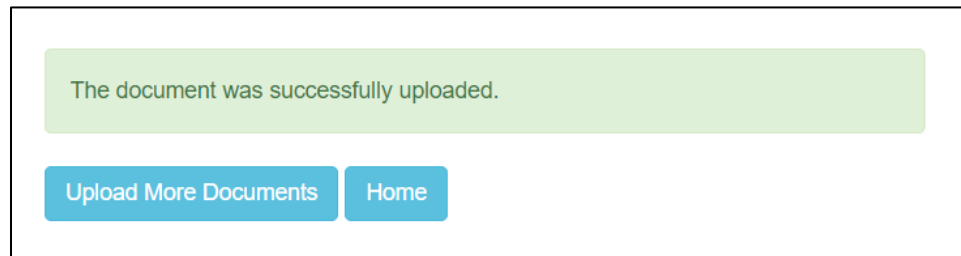 The document was successfully uploaded.
Upload More Documents Home